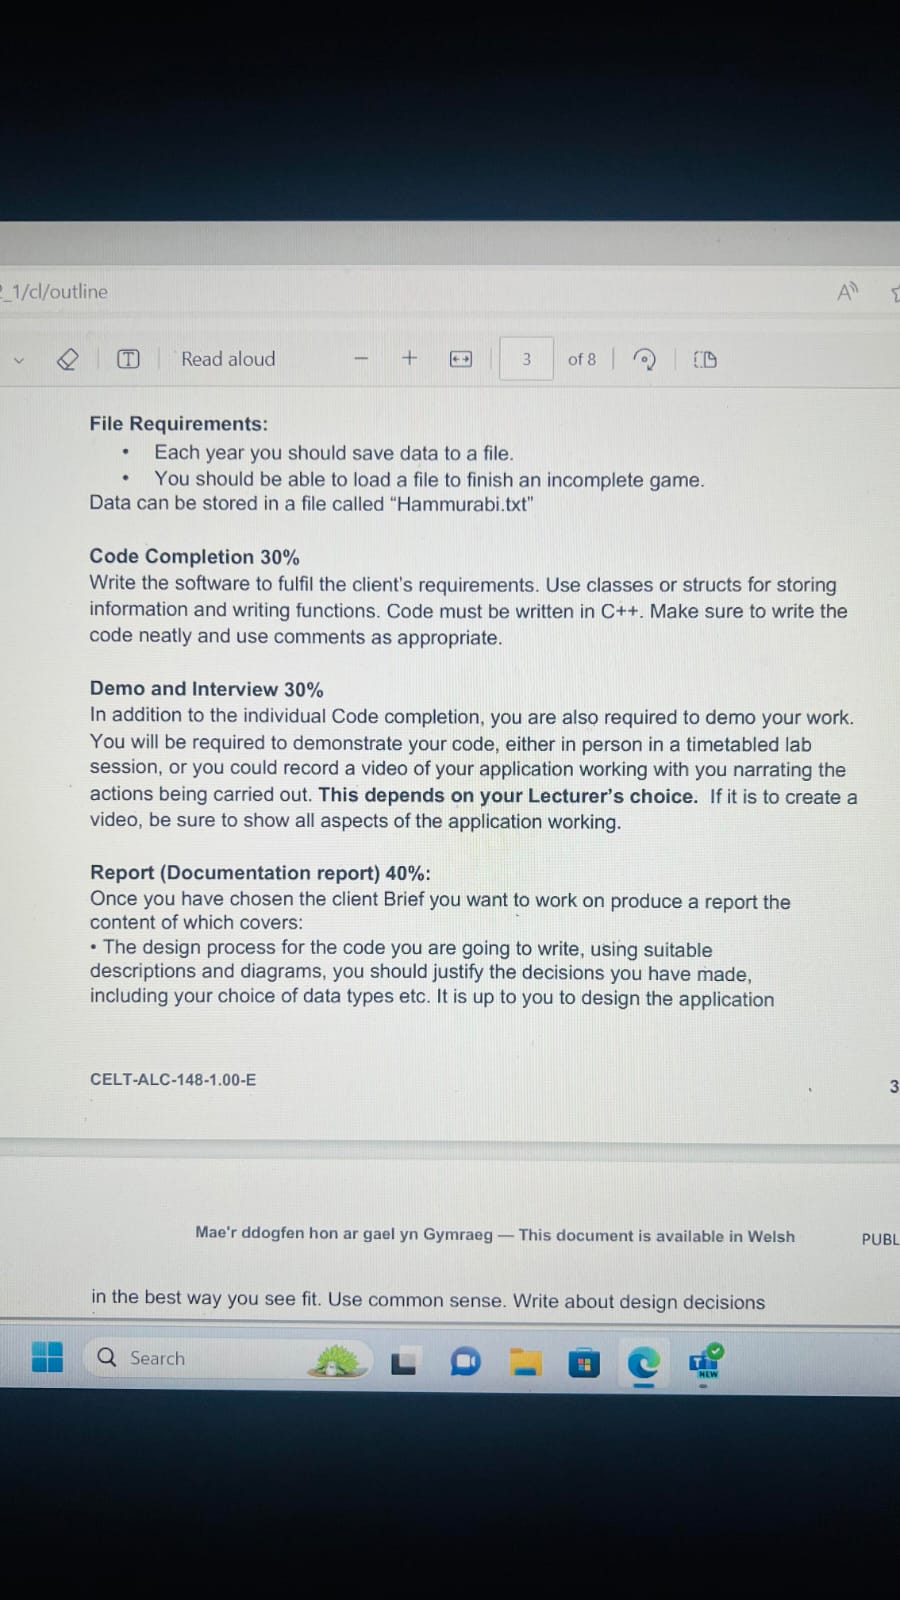 2_1/cl/outline
Read aloud
3 of 8
File Requirements:
• Each year you should save data to a file.
• You should be able to load a file to finish an incomplete game.
Data can be stored in a file called “Hammurabi.txt”
Code Completion 30%
Write the software to fulfil the client's requirements. Use classes or structs for storing
information and writing functions. Code must be written in C++. Make sure to write the
code neatly and use comments as appropriate.
Demo and Interview 30%
In addition to the individual Code completion, you are also required to demo your work.
You will be required to demonstrate your code, either in person in a timetabled lab
session, or you could record a video of your application working with you narrating the
actions being carried out. This depends on your Lecturer’s choice. If it is to create a
video, be sure to show all aspects of the application working.
Report (Documentation report) 40%:
Once you have chosen the client Brief you want to work on produce a report the
content of which covers:
• The design process for the code you are going to write, using suitable
descriptions and diagrams, you should justify the decisions you have made,
including your choice of data types etc. It is up to you to design the application
CELT-ALC-148-1.00-E
3
Mae'r ddogfen hon ar gael yn Gymraeg — This document is available in Welsh
PUBL
in the best way you see fit. Use common sense. Write about design decisions
Search
NEW